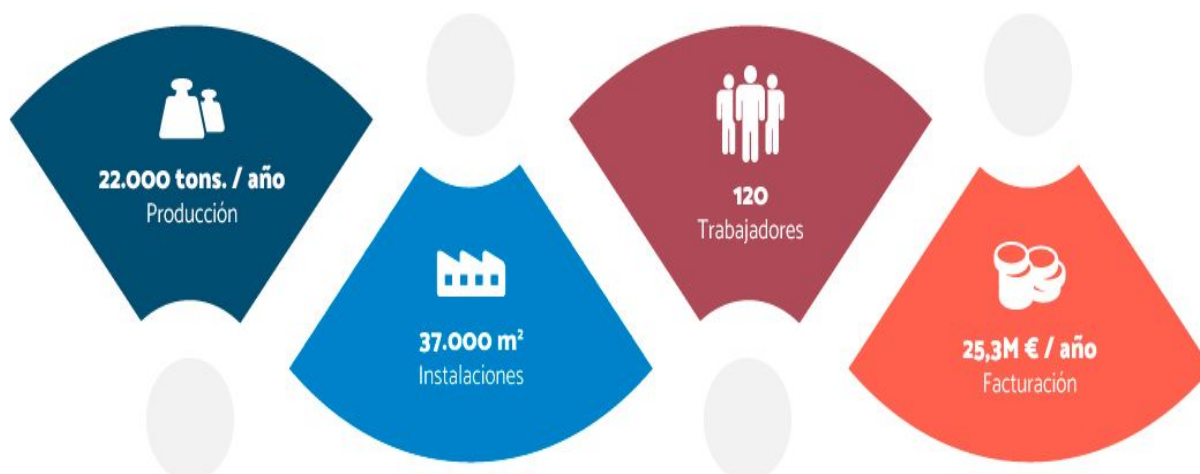 22.000 tons. / año
Producción
37.000 m²
Instalaciones
120
Trabajadores
25,3M € / año
Facturación